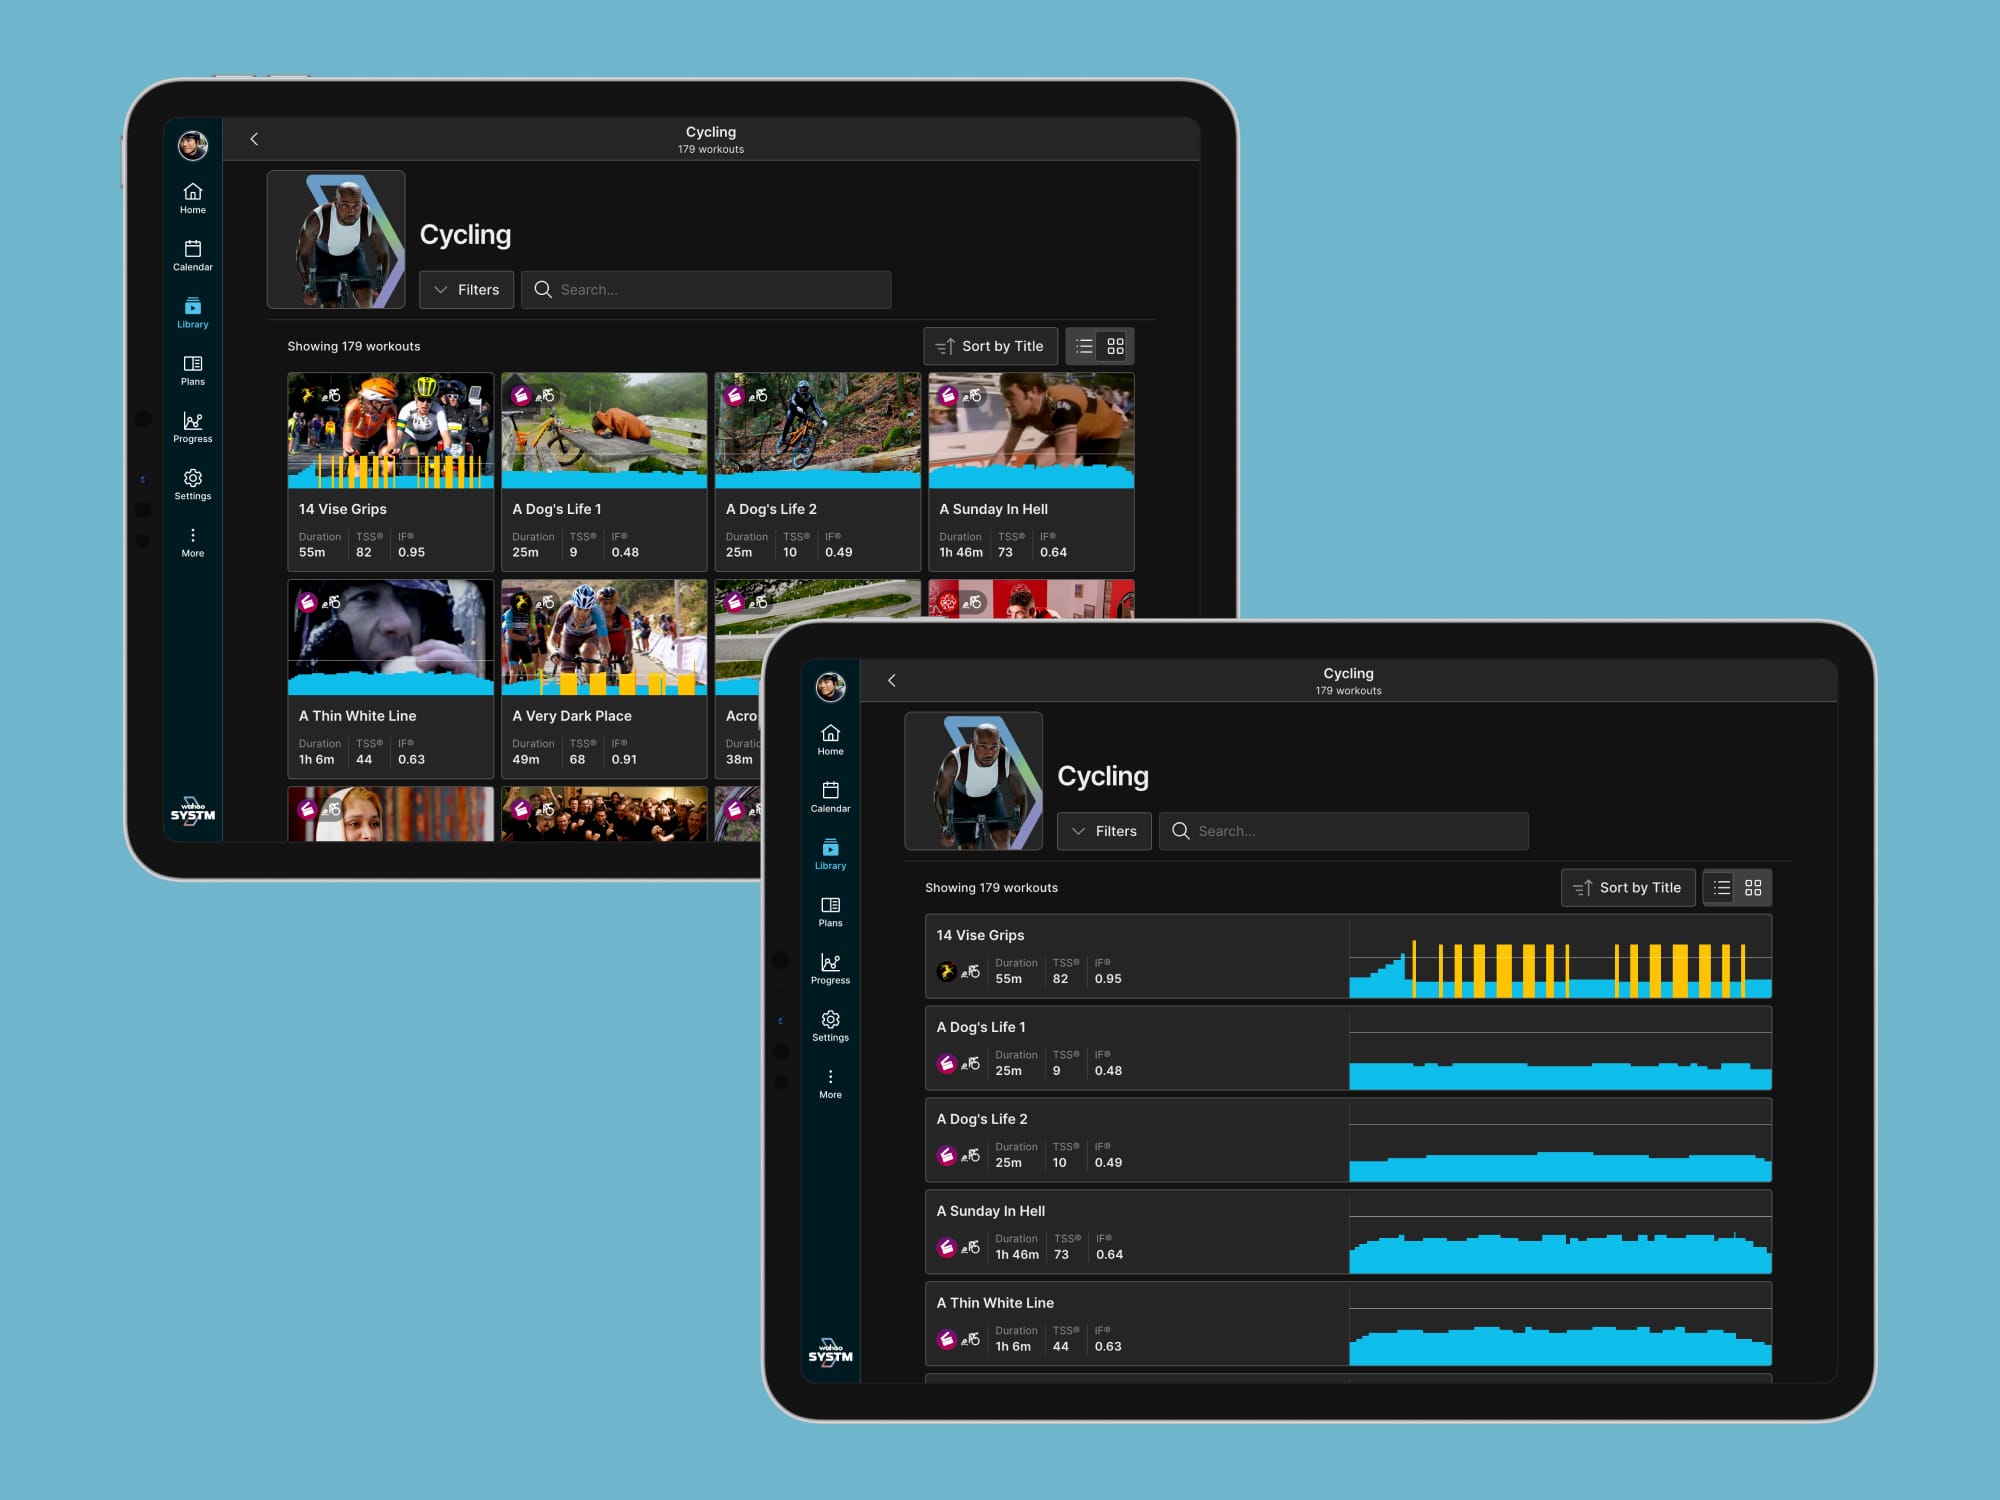 Cycling
179 workouts
Home
Calendar
Library
Plans
Progress
Settings
More
wahoo
SYSTM
Cycling
Filters
Search...
Showing 179 workouts
Sort by Title
14 Vise Grips
Duration TSS® IF®
55m 82 0.95
A Dog's Life 1
Duration TSS® IF®
25m 9 0.48
A Dog's Life 2
Duration TSS® IF®
25m 10 0.49
A Sunday In Hell
Duration TSS® IF®
1h 46m 73 0.64
A Thin White Line
Duration TSS® IF®
1h 6m 44 0.63
A Very Dark Place
Duration TSS® IF®
49m 68 0.91
Acro
Duratio
38m
Cycling
179 workouts
Home
Calendar
Library
Plans
Progress
Settings
More
wahoo
SYSTM
Cycling
Filters
Search...
Showing 179 workouts
Sort by Title
14 Vise Grips
Duration TSS® IF®
55m 82 0.95
A Dog's Life 1
Duration TSS® IF®
25m 9 0.48
A Dog's Life 2
Duration TSS® IF®
25m 10 0.49
A Sunday In Hell
Duration TSS® IF®
1h 46m 73 0.64
A Thin White Line
Duration TSS® IF®
1h 6m 44 0.63